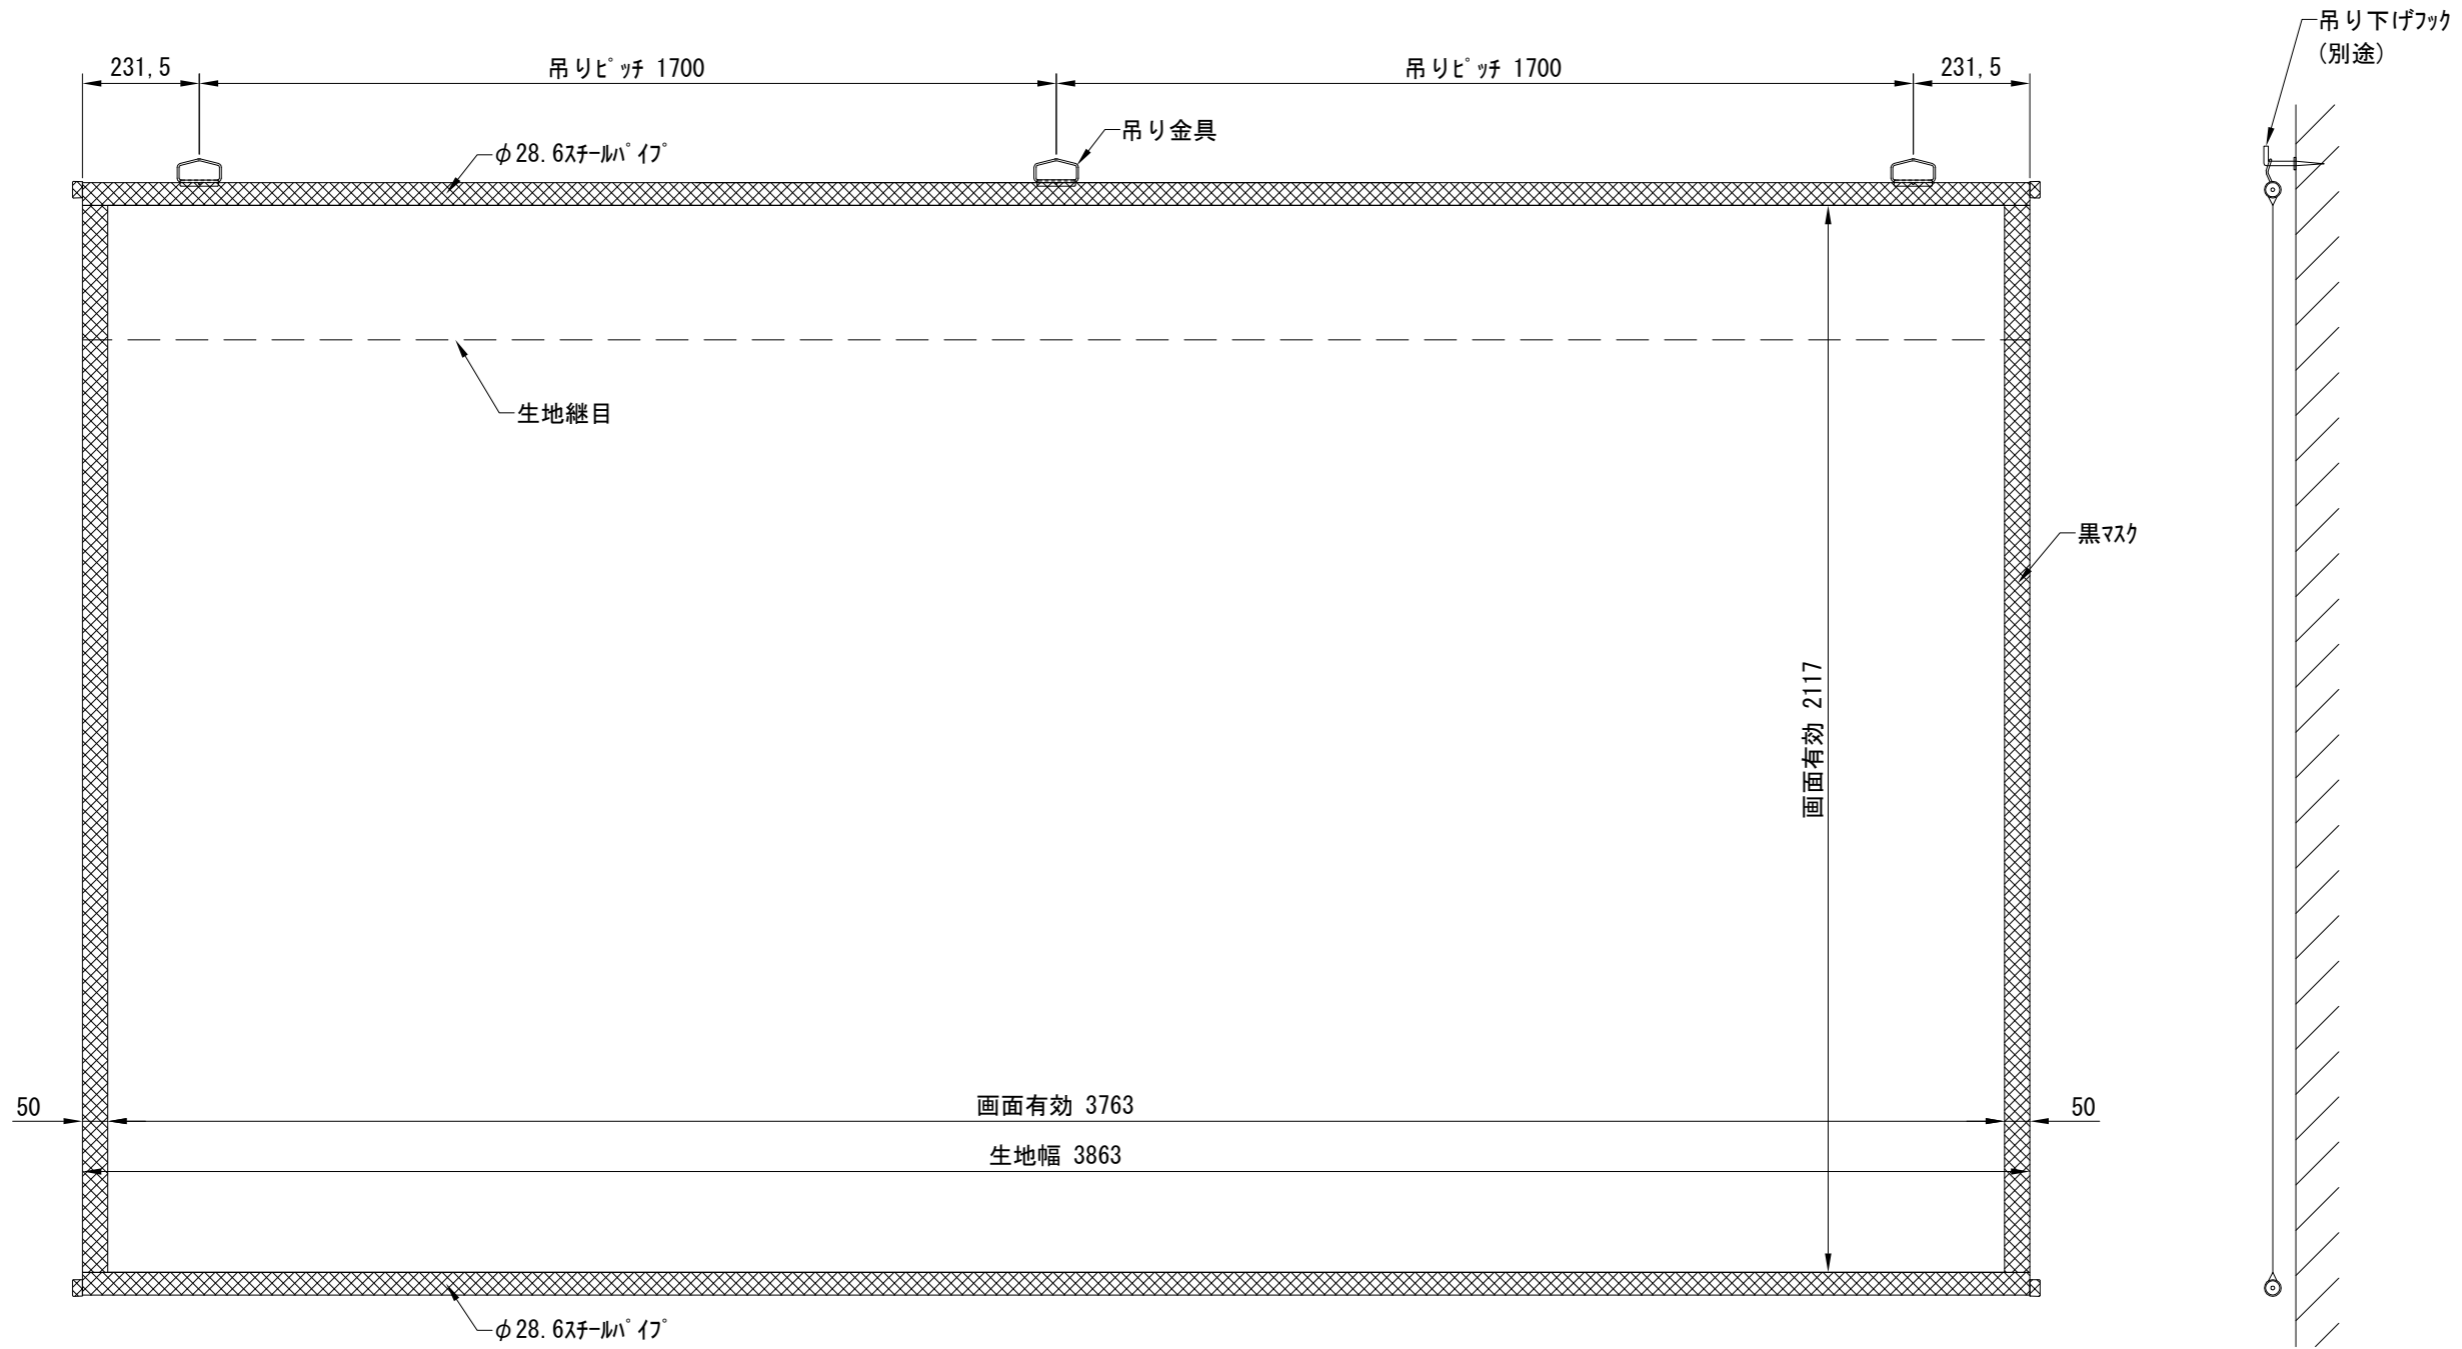 吊り下げﾌｯｸ
(別途)
231,5
吊りﾋﾟｯﾁ 1700
吊りﾋﾟｯﾁ 1700
231,5
吊り金具
φ28.6ｽﾁｰﾙﾊﾟｲﾌﾟ
生地継目
黒ﾏｽｸ
画面有効 2117
50
画面有効 3763
50
生地幅 3863
φ28.6ｽﾁｰﾙﾊﾟｲﾌﾟ